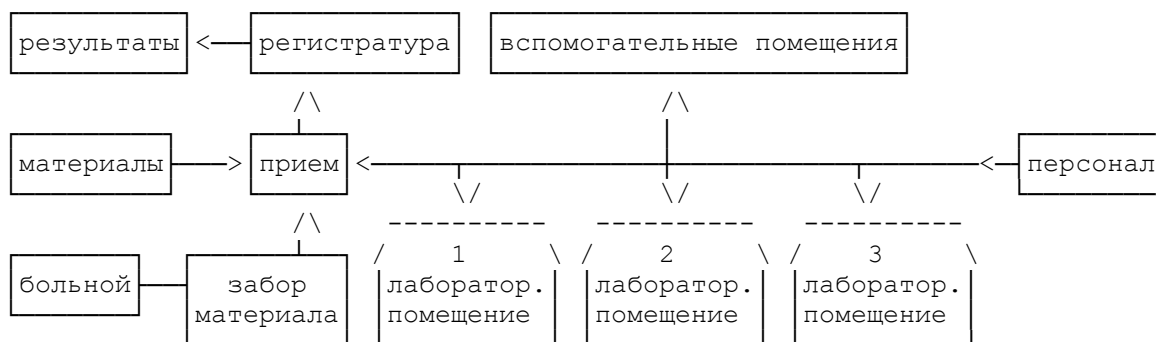 результаты регистратура вспомогательные помещения
материалы прием персонал
1 2 3
больной забор лаборатор. лаборатор. лаборатор.
материала помещение помещение помещение